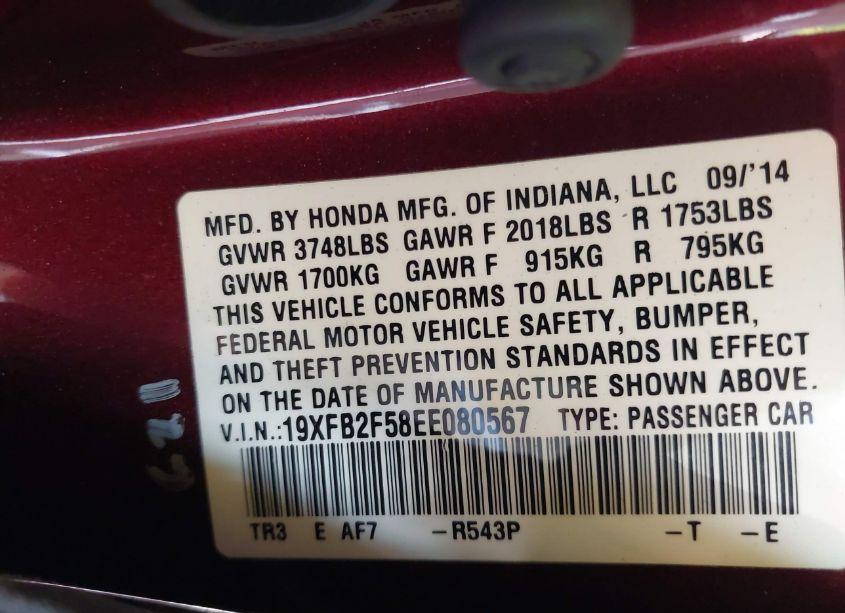 MFD. BY HONDA MFG. OF INDIANA, LLC 09/'14
GVWR 3748LBS GAWR F 2018LBS R 1753LBS
GVWR 1700KG GAWR F 915KG R 795KG
THIS VEHICLE CONFORMS TO ALL APPLICABLE
FEDERAL MOTOR VEHICLE SAFETY, BUMPER,
AND THEFT PREVENTION STANDARDS IN EFFECT
ON THE DATE OF MANUFACTURE SHOWN ABOVE.
V.I.N.:19XFB2F58EE080567 TYPE: PASSENGER CAR
TR3 E AF7 -R543P -T -E